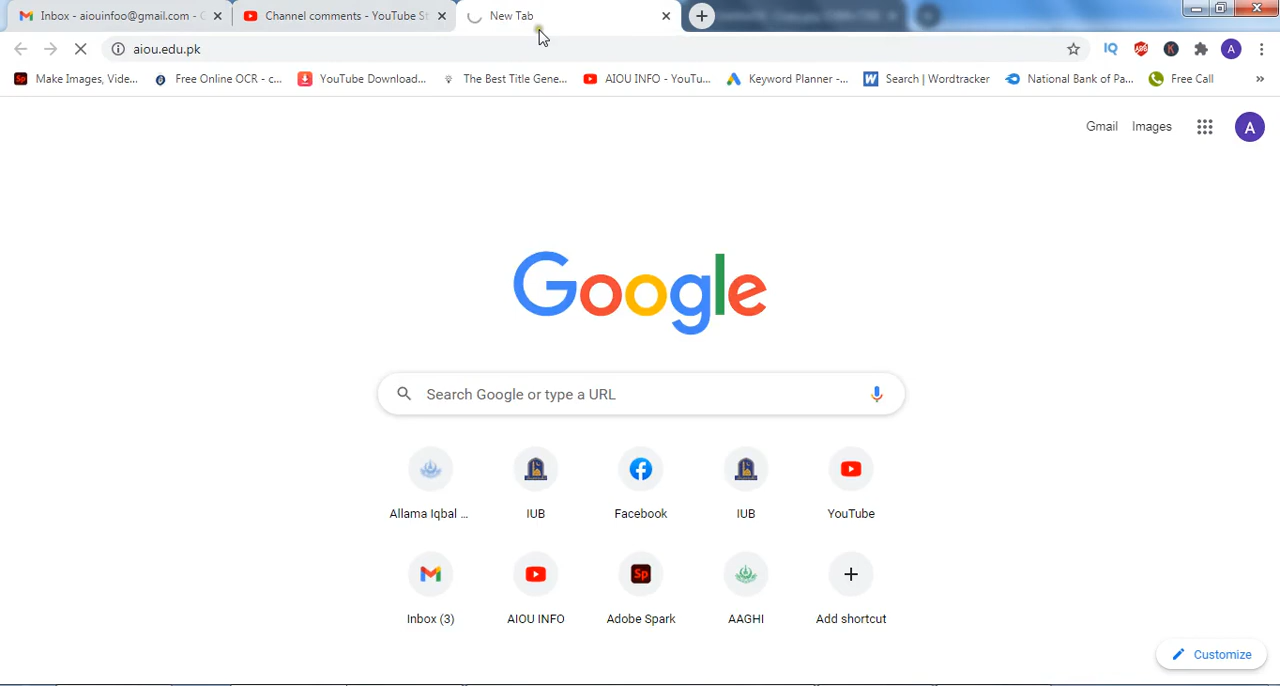 Inbox - aiouinfoo@gmail.com - G
Channel comments - YouTube St
New Tab
aiou.edu.pk
IQ
K
A
Make Images, Vide...
Free Online OCR - c...
YouTube Download...
The Best Title Gene...
AIOU INFO - YouTu...
Keyword Planner -...
Search | Wordtracker
National Bank of Pa...
Free Call
»
Gmail
Images
A
Google
Search Google or type a URL
Allama Iqbal ...
IUB
Facebook
IUB
YouTube
Sp
Inbox (3)
AIOU INFO
Adobe Spark
AAGHI
Add shortcut
Customize